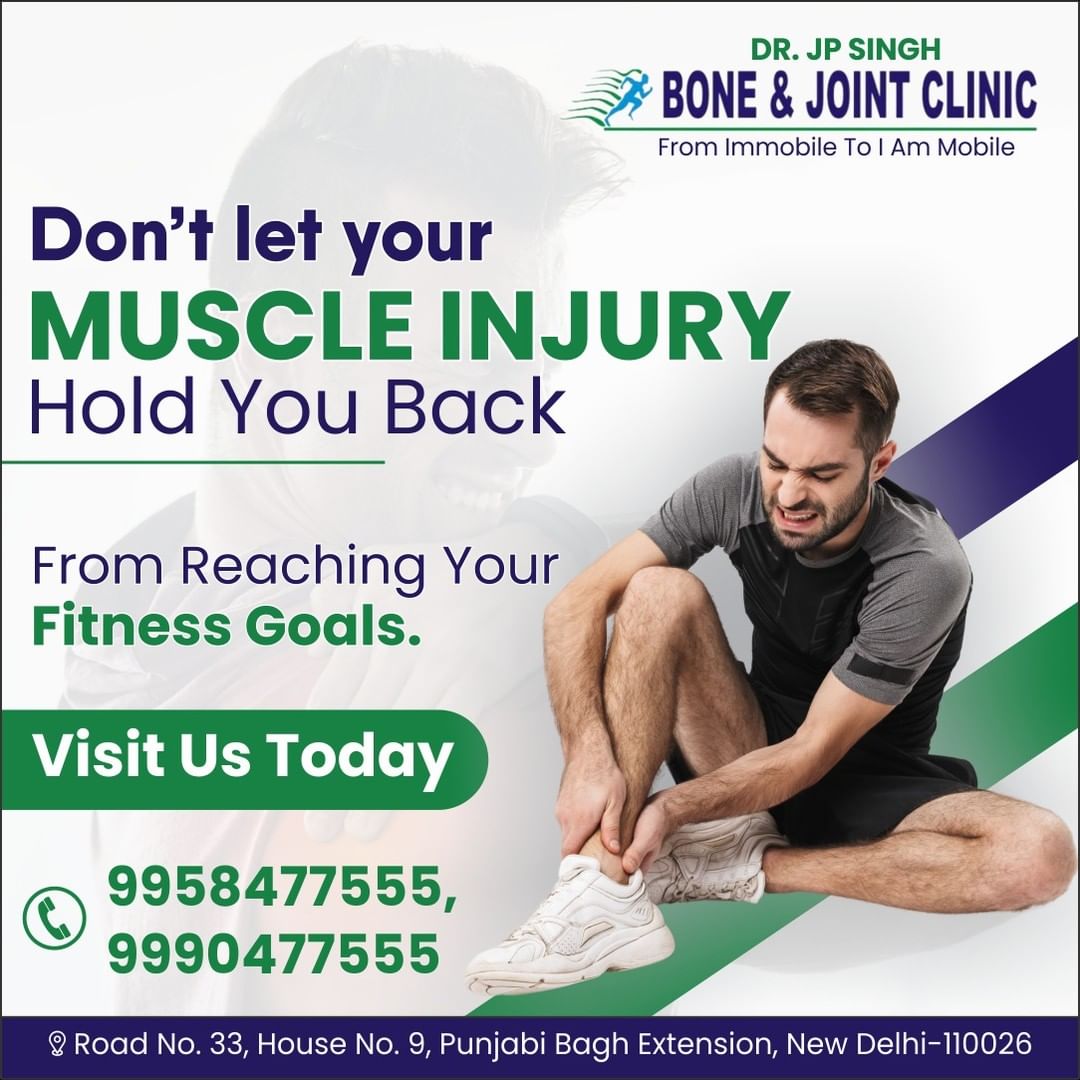 DR. JP SINGH
BONE & JOINT CLINIC
From Immobile To I Am Mobile
Don't let your
MUSCLE INJURY
Hold You Back
From Reaching Your
Fitness Goals.
Visit Us Today
9958477555,
9990477555
Road No. 33, House No. 9, Punjabi Bagh Extension, New Delhi-110026